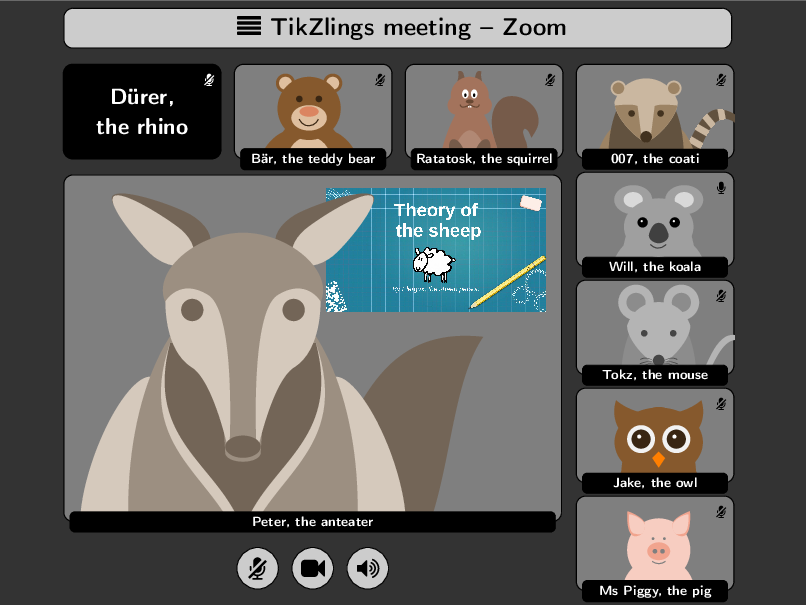 TikZlings meeting – Zoom
Dürer,
the rhino
Bär, the teddy bear
Ratatosk, the squirrel
007, the coati
Theory of
the sheep
Will, the koala
Tokz, the mouse
Jake, the owl
Peter, the anteater
Ms Piggy, the pig